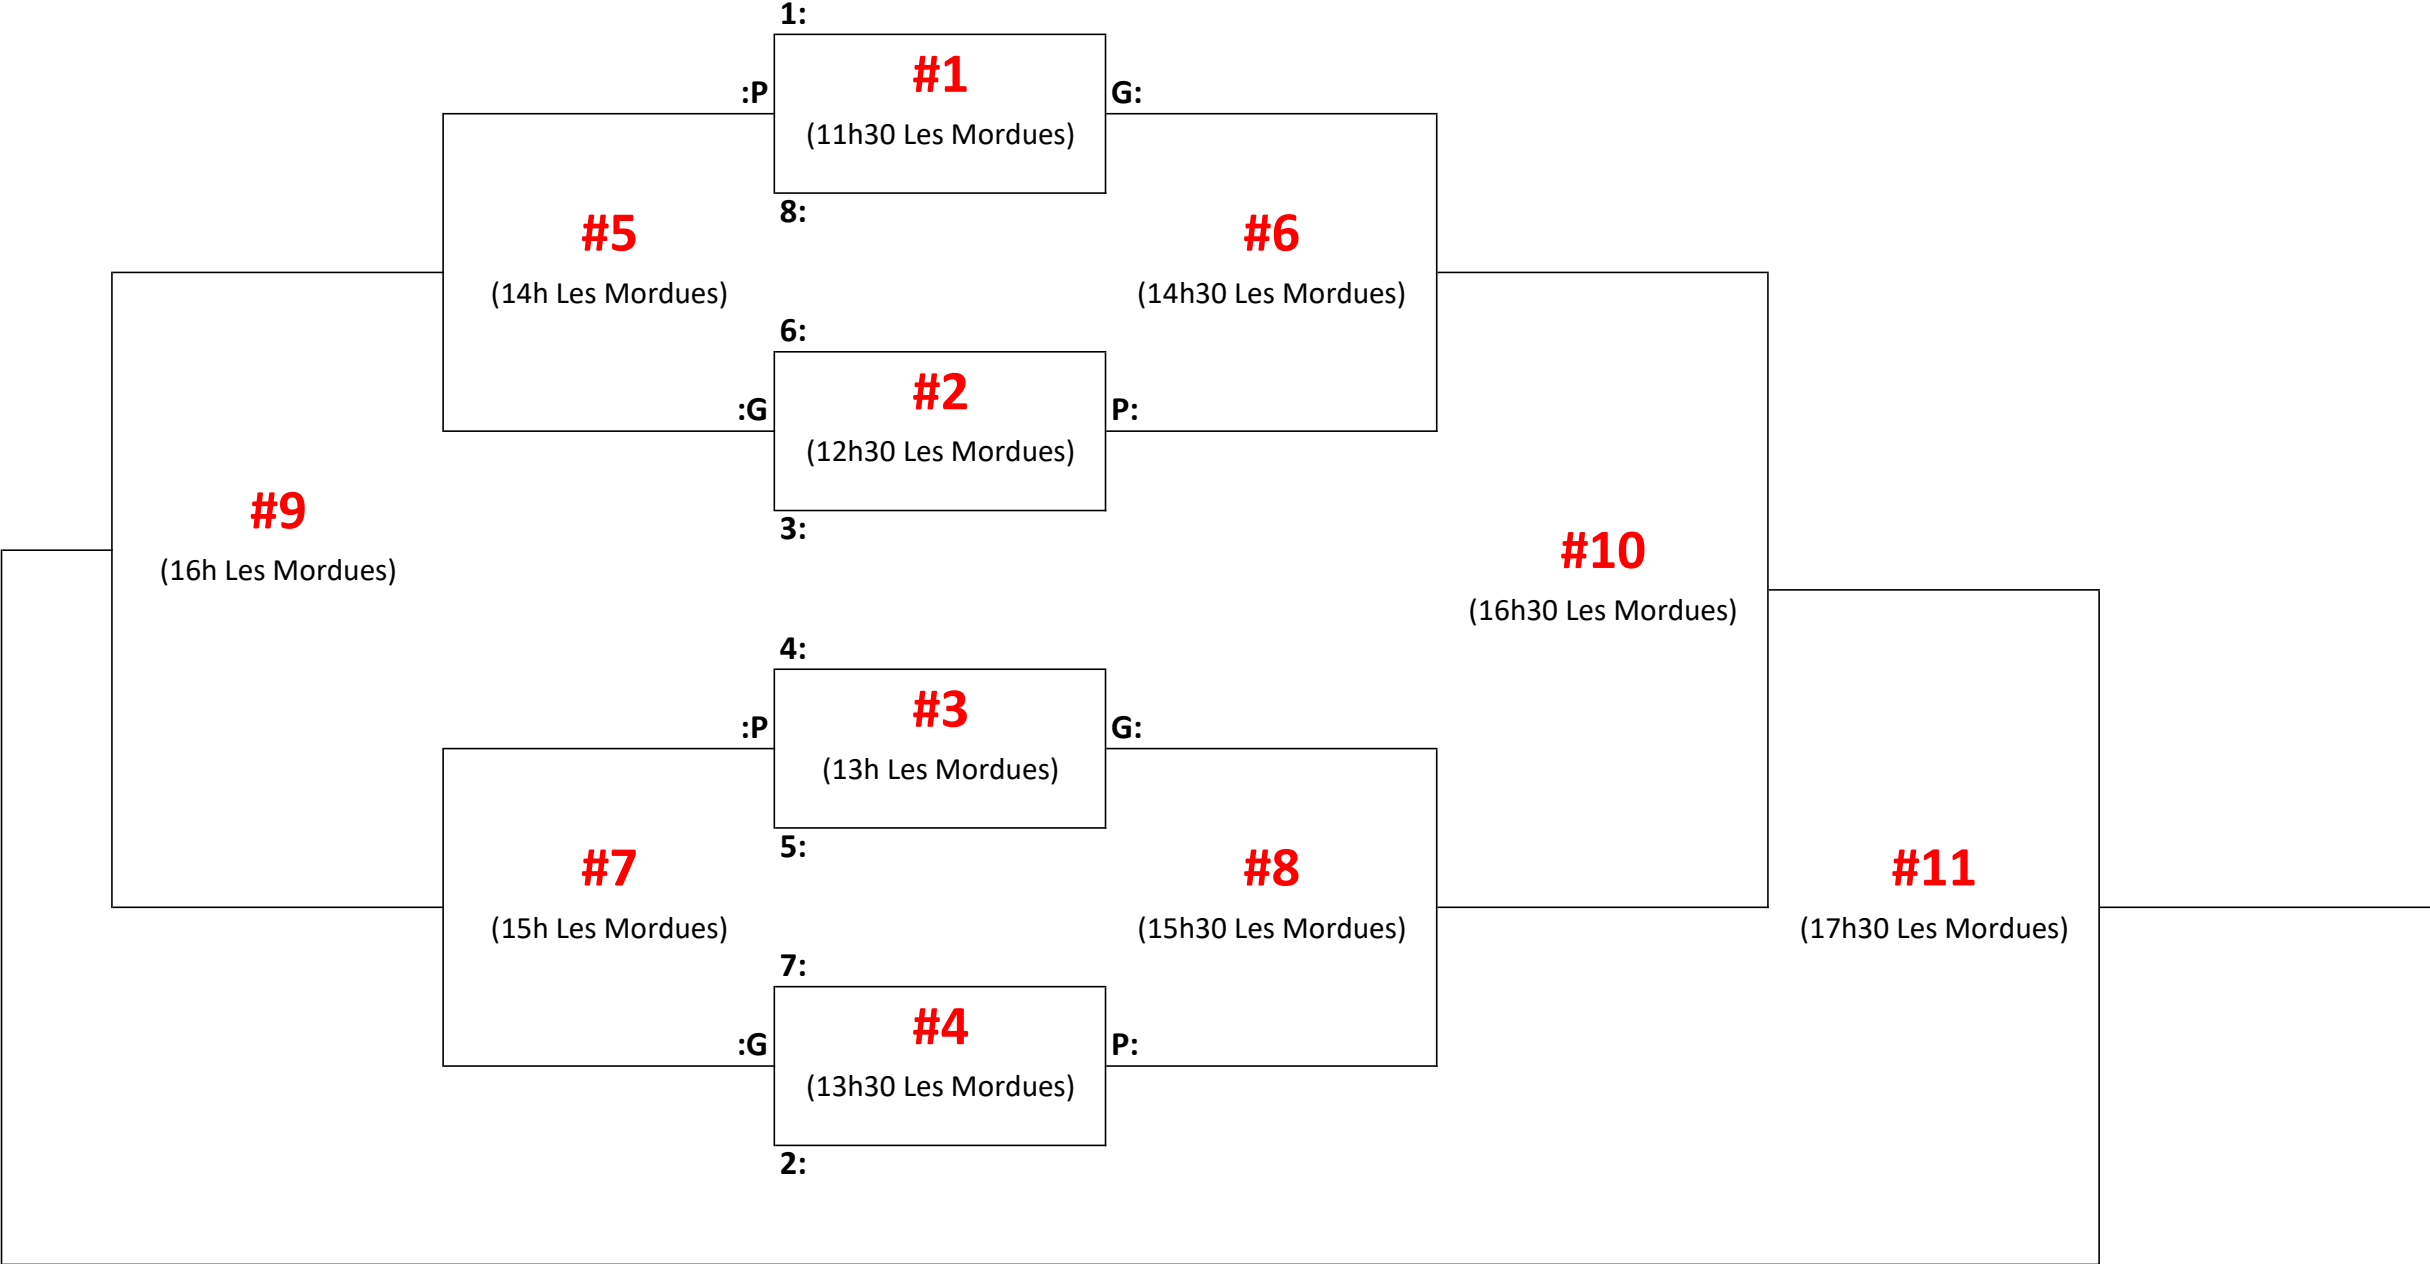 1:
#1
:P
G:
(11h30 Les Mordues)
8:
#5
#6
(14h Les Mordues)
(14h30 Les Mordues)
6:
#2
:G
P:
(12h30 Les Mordues)
3:
#9
(16h Les Mordues)
#10
(16h30 Les Mordues)
4:
#3
:P
G:
(13h Les Mordues)
5:
#7
#8
#11
(15h Les Mordues)
(15h30 Les Mordues)
(17h30 Les Mordues)
7:
#4
:G
P:
(13h30 Les Mordues)
2: